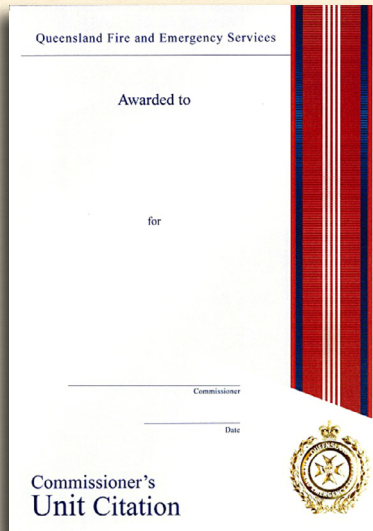 Queensland Fire and Emergency Services
Awarded to
for
Commissioner
Date
Commissioner's
Unit Citation